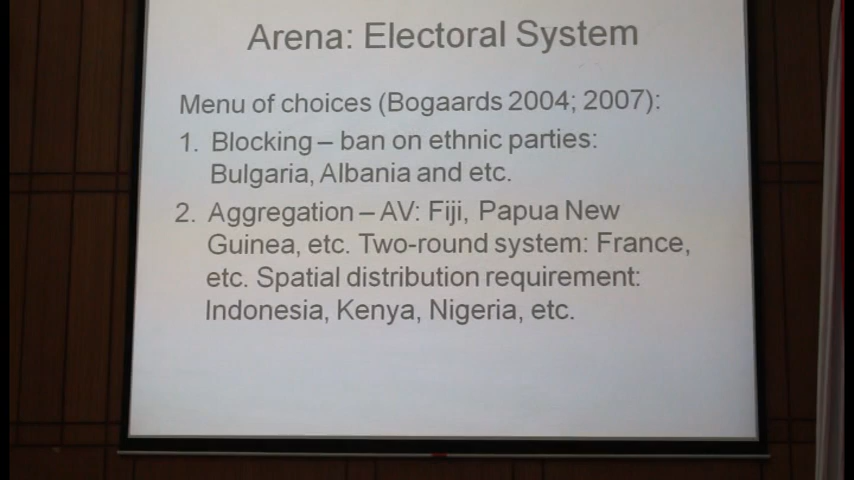 Arena: Electoral System
Menu of choices (Bogaards 2004; 2007):
1. Blocking – ban on ethnic parties:
Bulgaria, Albania and etc.
2. Aggregation – AV: Fiji, Papua New
Guinea, etc. Two-round system: France,
etc. Spatial distribution requirement:
Indonesia, Kenya, Nigeria, etc.